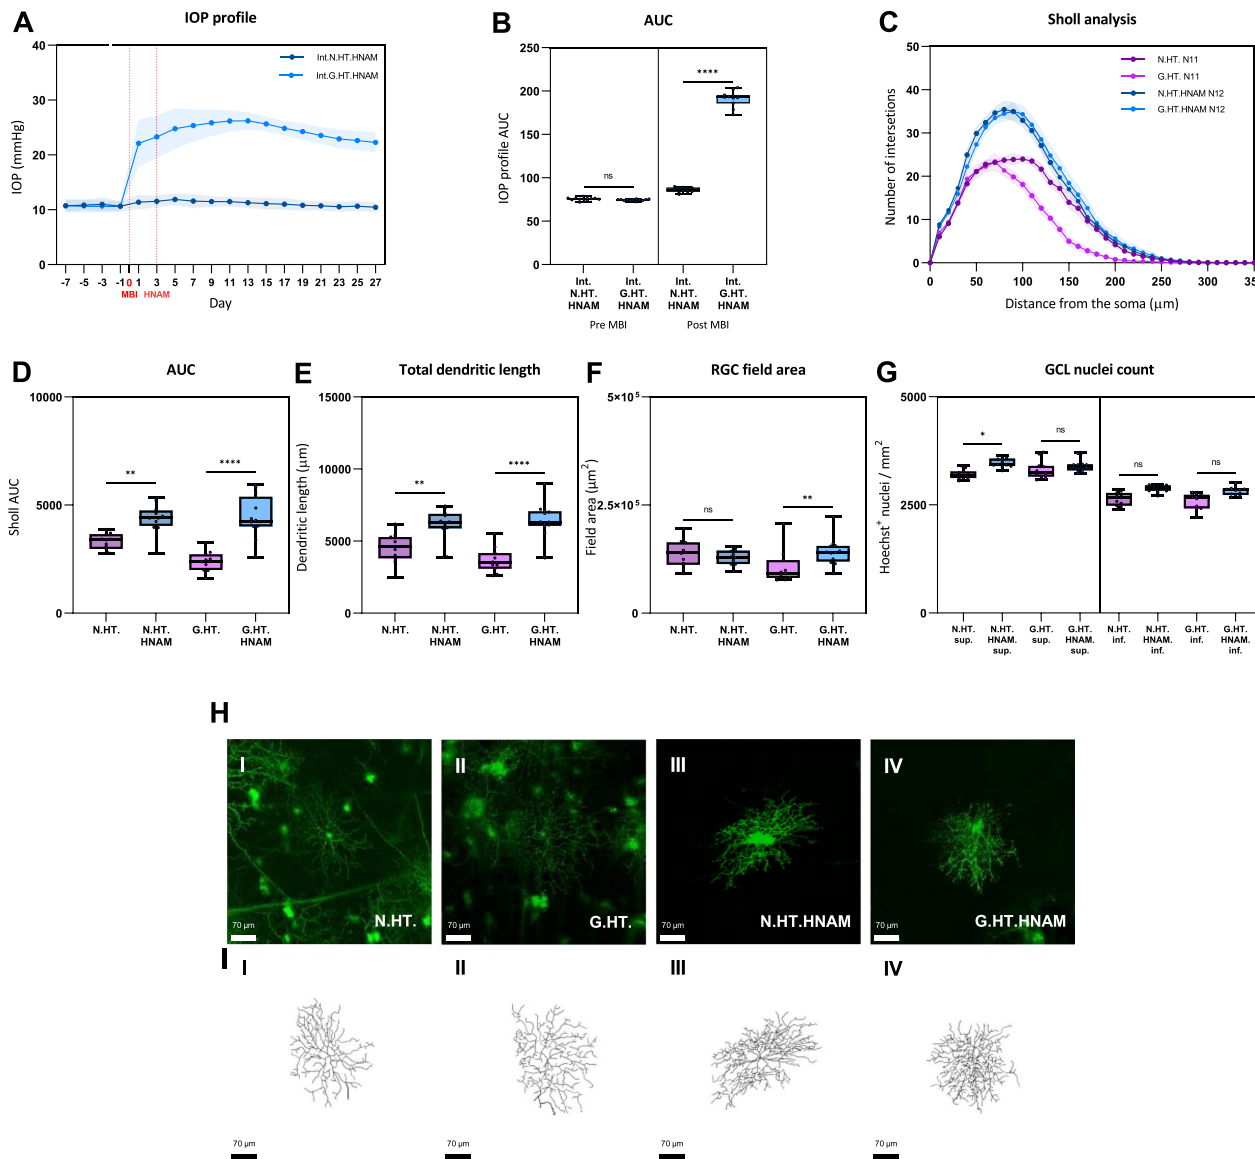 A
IOP profile
IOP (mmHg)
40
30
20
10
0
Int.N.HT.HNAM
Int.G.HT.HNAM
-7 -5 -3 -1 0 1 3 5 7 9 11 13 15 17 19 21 23 25 27
MBI HNAM
Day
B
AUC
IOP profile AUC
250
200
150
100
50
0
ns
****
Int. Int. Int. Int.
N.HT. G.HT. N.HT. G.HT.
HNAM HNAM HNAM HNAM
Pre MBI Post MBI
C
Sholl analysis
Number of intersetions
50
40
30
20
10
0
N.HT. N11
G.HT. N11
N.HT.HNAM N12
G.HT.HNAM N12
0 50 100 150 200 250 300 350
Distance from the soma (µm)
D
AUC
Sholl AUC
10000
5000
0
**
****
N.HT. N.HT. G.HT. G.HT.
HNAM HNAM
E
Total dendritic length
Dendritic length (µm)
15000
10000
5000
0
**
****
N.HT. N.HT. G.HT. G.HT.
HNAM HNAM
F
RGC field area
Field area (µm²)
5×10⁵
2.5×10⁵
0
ns
**
N.HT. N.HT. G.HT. G.HT.
HNAM HNAM
G
GCL nuclei count
Hoechst⁺ nuclei / mm²
5000
2500
0
*
ns
ns
ns
N.HT. N.HT. G.HT. G.HT. N.HT. N.HT. G.HT. G.HT.
sup. HNAM. sup. HNAM. inf. HNAM. inf. HNAM.
sup. sup. inf. inf.
H
I
70 µm
N.HT.
II
70 µm
G.HT.
III
70 µm
N.HT.HNAM
IV
70 µm
G.HT.HNAM
I
I II III IV
70 µm 70 µm 70 µm 70 µm